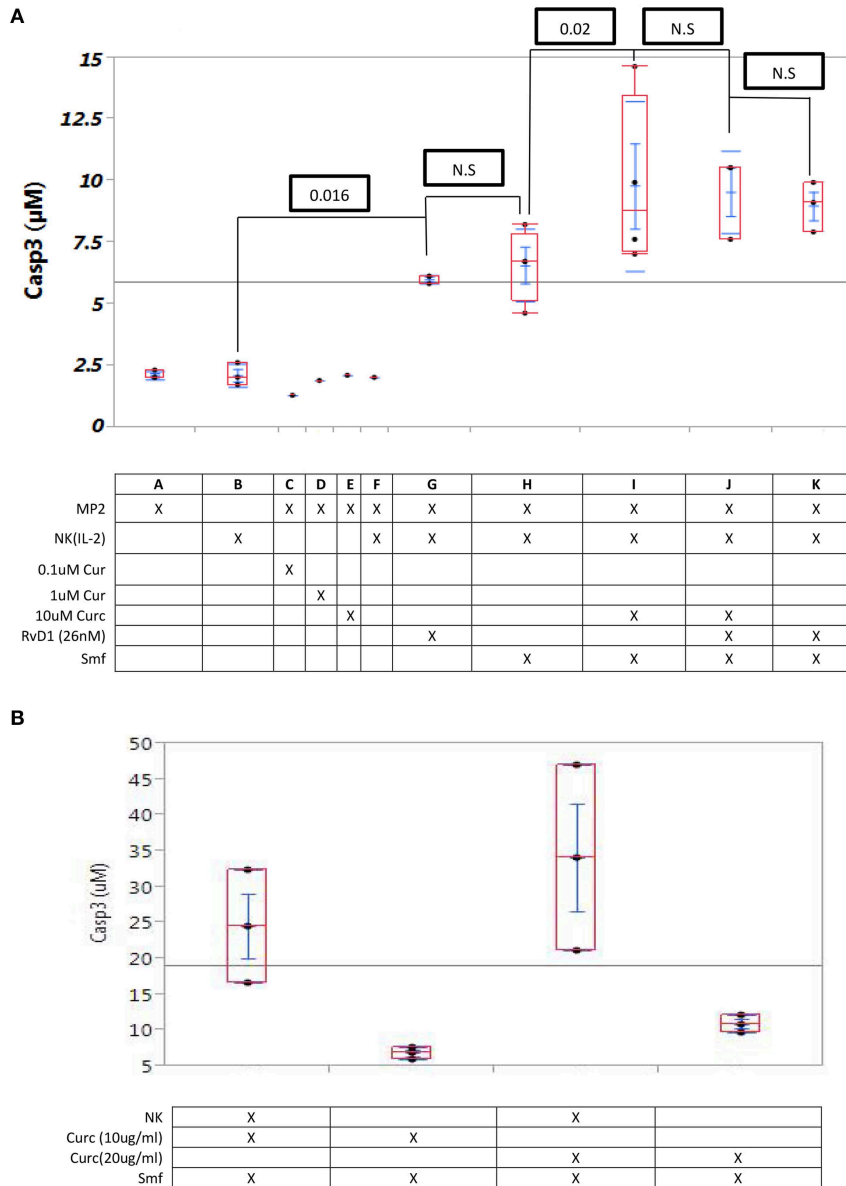 A
0.02
N.S
N.S
0.016
N.S
15
12.5
10
7.5
5
2.5
0
Casp3 (µM)
A B C D E F G H I J K
MP2 X X X X X X X X X X
NK(IL-2) X X X X X X X
0.1uM Cur X
1uM Cur X
10uM Curc X X X
RvD1 (26nM) X X X
Smf X X X X
B
50
45
40
35
30
25
20
15
10
5
Casp3 (uM)
NK X X
Curc (10ug/ml) X X
Curc(20ug/ml) X X
Smf X X X X